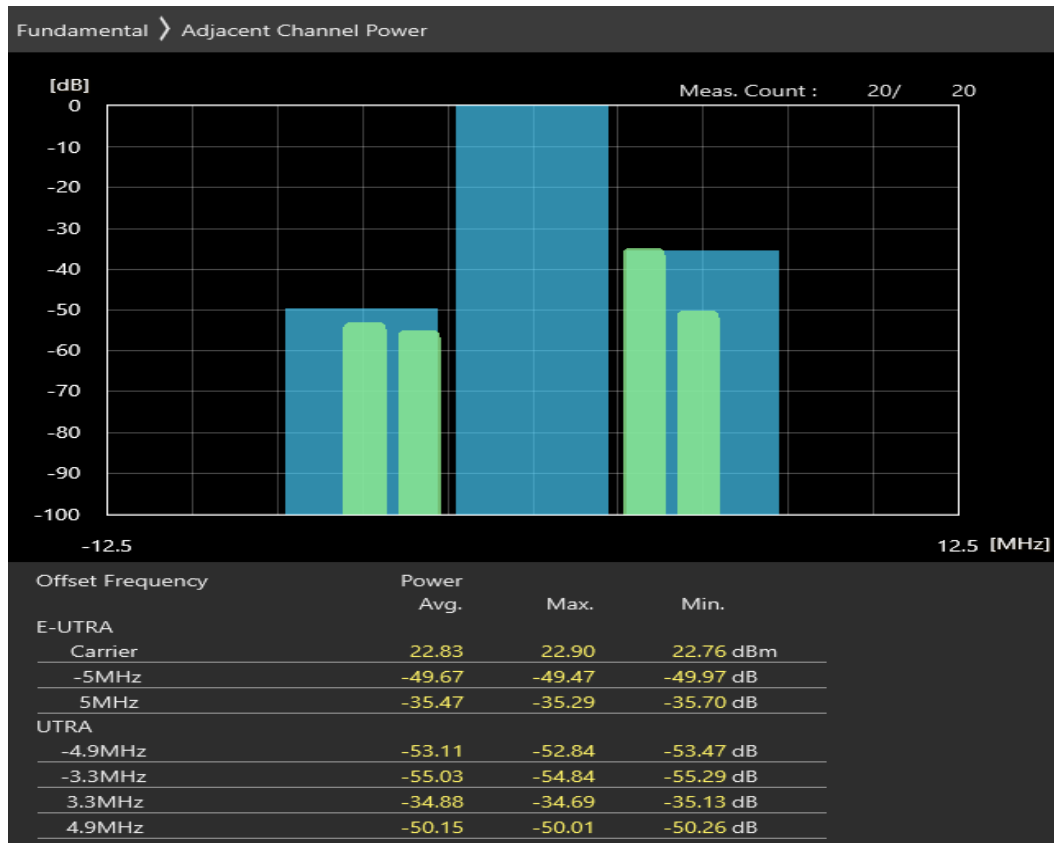 Fundamental 〉 Adjacent Channel Power
[dB]
Meas. Count : 20/ 20
0
-10
-20
-30
-40
-50
-60
-70
-80
-90
-100
-12.5 12.5 [MHz]
Offset Frequency Power
Avg. Max. Min.
E-UTRA
Carrier 22.83 22.90 22.76 dBm
-5MHz -49.67 -49.47 -49.97 dB
5MHz -35.47 -35.29 -35.70 dB
UTRA
-4.9MHz -53.11 -52.84 -53.47 dB
-3.3MHz -55.03 -54.84 -55.29 dB
3.3MHz -34.88 -34.69 -35.13 dB
4.9MHz -50.15 -50.01 -50.26 dB